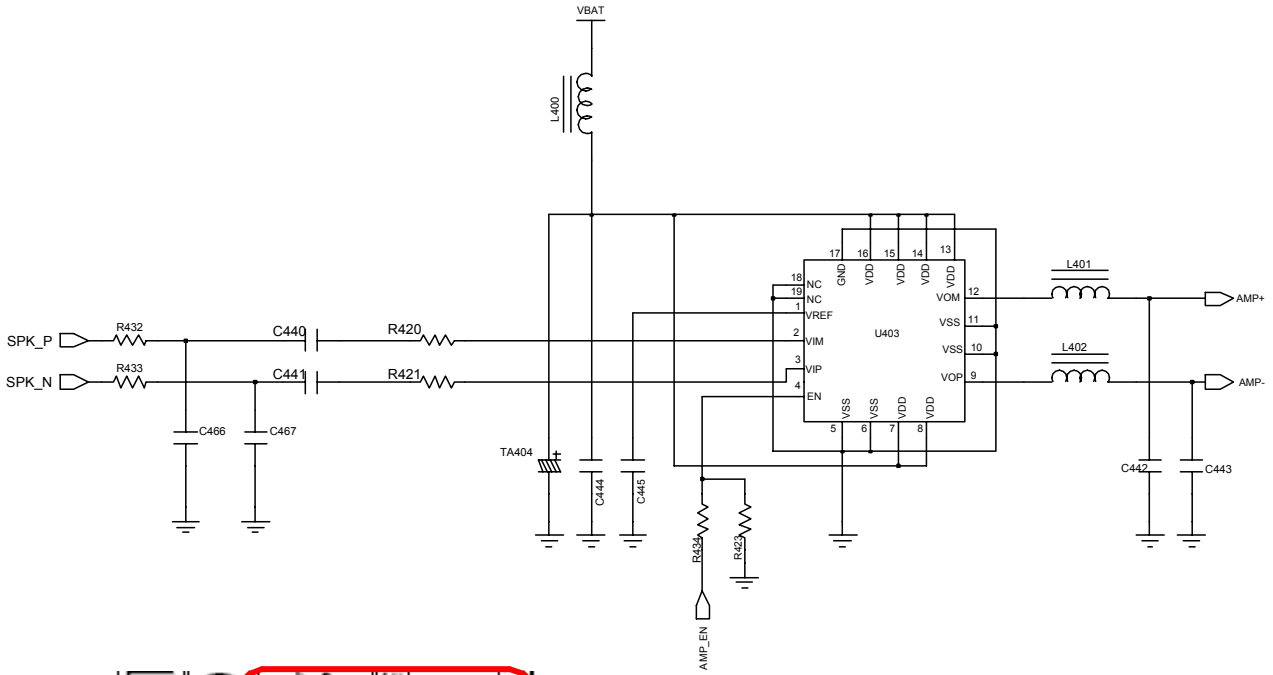 VBAT
L400
17 16 15 14 13
GND VDD VDD VDD VDD
18 NC
19 NC
1 VREF
2 VIM
3 VIP
4 EN
U403
VOM 12
VSS 11
VSS 10
VOP 9
VSS VSS VDD VDD
5 6 7 8
L401
AMP+
L402
AMP-
SPK_P
R432
C440
R420
SPK_N
R433
C441
R421
C466
C467
TA404
+
C444
C445
C442
C443
R434
R423
AMP_EN